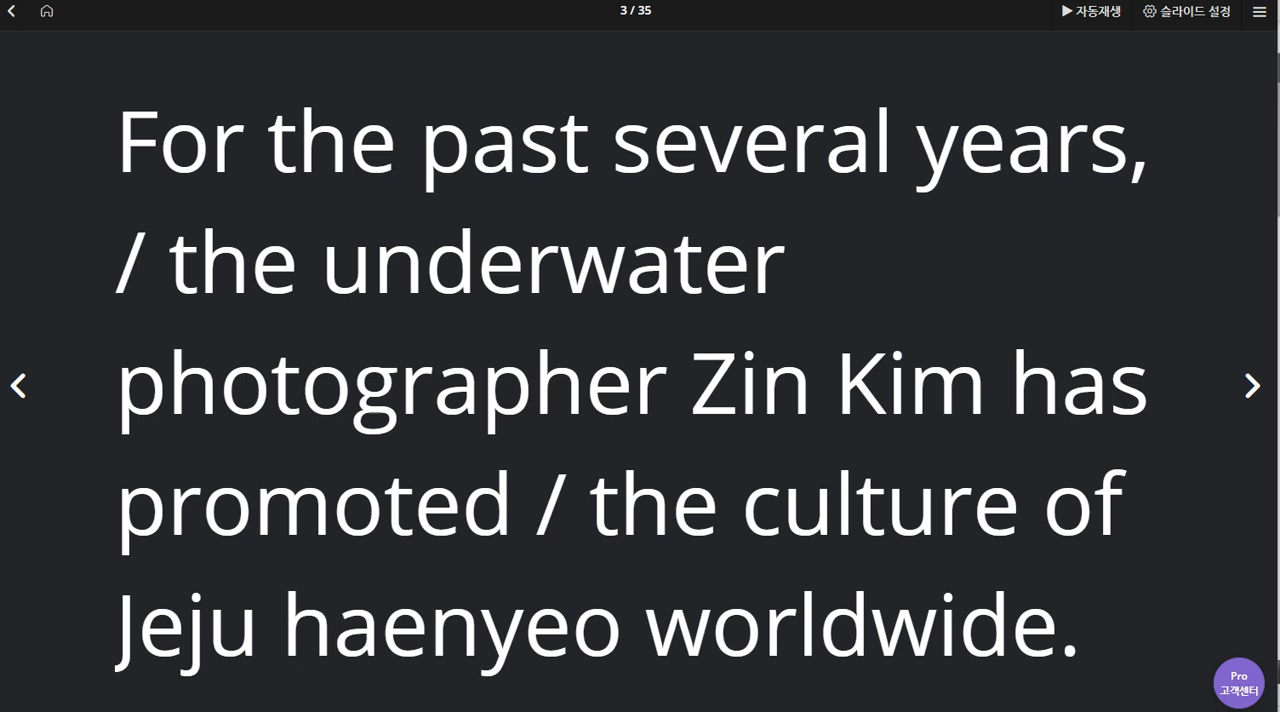 3 / 35
▶ 자동재생
슬라이드 설정
For the past several years,
/ the underwater
photographer Zin Kim has
promoted / the culture of
Jeju haenyeo worldwide.
Pro
고객센터